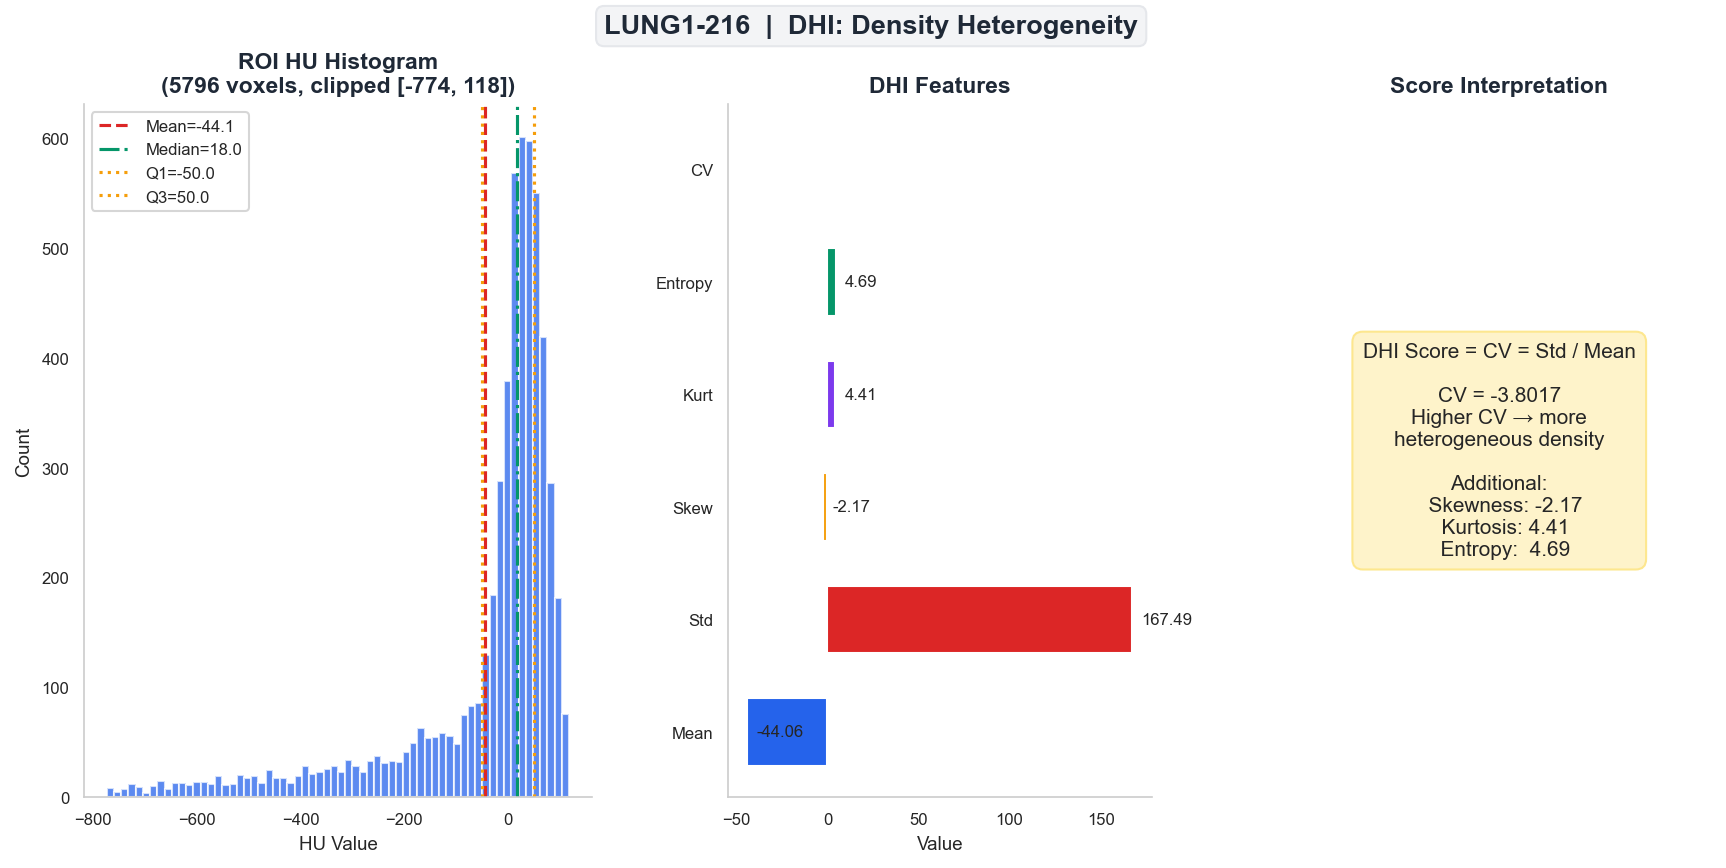 LUNG1-216 | DHI: Density Heterogeneity
ROI HU Histogram
(5796 voxels, clipped [-774, 118])
Mean=-44.1
Median=18.0
Q1=-50.0
Q3=50.0
600
500
400
300
200
100
0
Count
−800
−600
−400
−200
0
HU Value
DHI Features
CV
Entropy
4.69
Kurt
4.41
Skew
-2.17
Std
167.49
Mean
-44.06
−50
0
50
100
150
Value
Score Interpretation
DHI Score = CV = Std / Mean
CV = -3.8017
Higher CV → more
heterogeneous density
Additional:
Skewness: -2.17
Kurtosis: 4.41
Entropy: 4.69